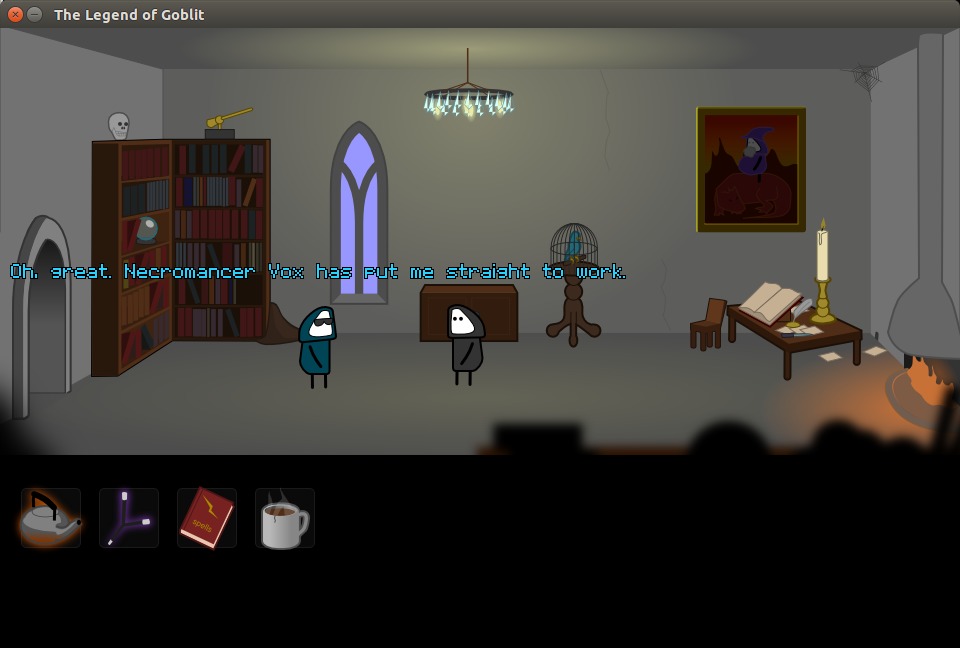 The Legend of Goblit
Oh, great. Necromancer Vox has put me straight to work.
spells